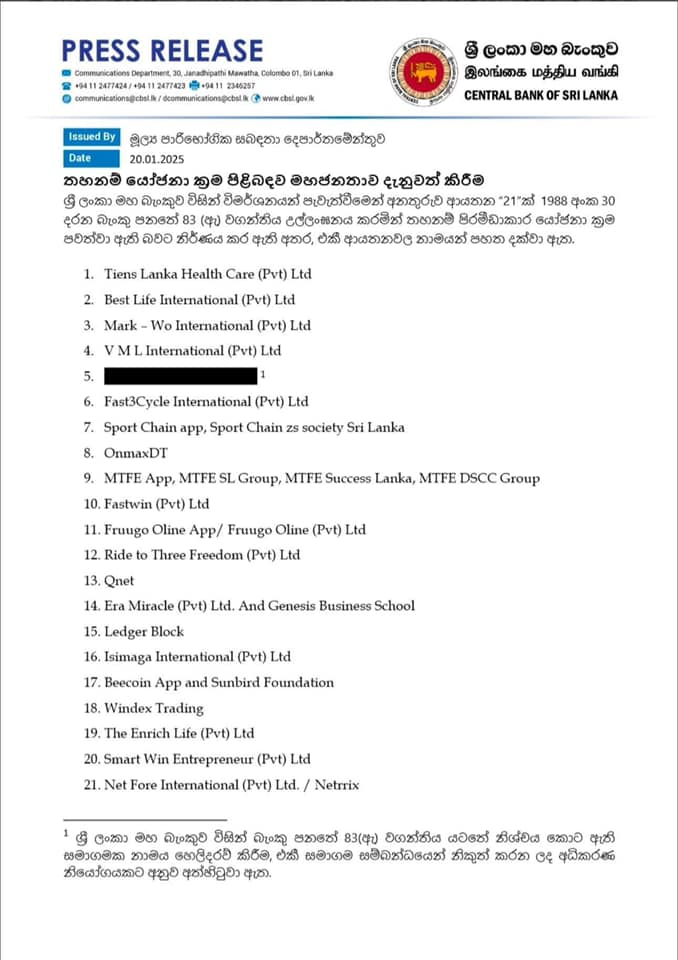 PRESS RELEASE
Communications Department, 30, Janadhipathi Mawatha, Colombo 01, Sri Lanka
+94 11 2477424 / +94 11 2477423 +94 11 2346257
communications@cbsl.lk / dcommunications@cbsl.lk www.cbsl.gov.lk
ශ්‍රී ලංකා මහ බැංකුව
இலங்கை மத்திய வங்கி
CENTRAL BANK OF SRI LANKA
Issued By මූල්‍ය පාරිභෝගික සබඳතා දෙපාර්තමේන්තුව
Date 20.01.2025
තහනම් යෝජනා ක්‍රම පිළිබඳව මහජනතාව දැනුවත් කිරීම
ශ්‍රී ලංකා මහ බැංකුව විසින් විමර්ශනයන් පැවැත්වීමෙන් අනතුරුව ආයතන "21"ක් 1988 අංක 30
දරන බැංකු පනතේ 83 (ඇ) වගන්තිය උල්ලංඝනය කරමින් තහනම් පිරමීඩාකාර යෝජනා ක්‍රම
පවත්වා ඇති බවට නිර්ණය කර ඇති අතර, එකී ආයතනවල නාමයන් පහත දක්වා ඇත.
1. Tiens Lanka Health Care (Pvt) Ltd
2. Best Life International (Pvt) Ltd
3. Mark – Wo International (Pvt) Ltd
4. V M L International (Pvt) Ltd
5. 1
6. Fast3Cycle International (Pvt) Ltd
7. Sport Chain app, Sport Chain zs society Sri Lanka
8. OnmaxDT
9. MTFE App, MTFE SL Group, MTFE Success Lanka, MTFE DSCC Group
10. Fastwin (Pvt) Ltd
11. Fruugo Oline App/ Fruugo Oline (Pvt) Ltd
12. Ride to Three Freedom (Pvt) Ltd
13. Qnet
14. Era Miracle (Pvt) Ltd. And Genesis Business School
15. Ledger Block
16. Isimaga International (Pvt) Ltd
17. Beecoin App and Sunbird Foundation
18. Windex Trading
19. The Enrich Life (Pvt) Ltd
20. Smart Win Entrepreneur (Pvt) Ltd
21. Net Fore International (Pvt) Ltd. / Netrrix
1 ශ්‍රී ලංකා මහ බැංකුව විසින් බැංකු පනතේ 83(ඇ) වගන්තිය යටතේ නිශ්චය කොට ඇති
සමාගමක නාමය හෙලිදරව් කිරීම, එකී සමාගම සම්බන්ධයෙන් නිකුත් කරන ලද අධිකරණ
නියෝගයකට අනුව අත්හිටුවා ඇත.